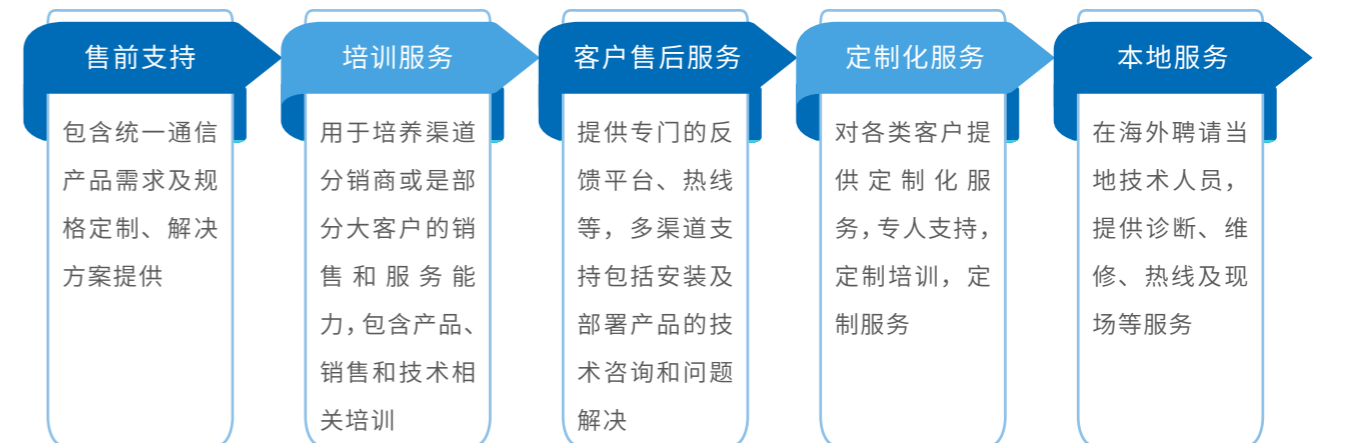 售前支持
包含统一通信
产品需求及规
格定制、解决
方案提供
培训服务
用于培养渠道
分销商或是部
分大客户的销
售和服务能
力，包含产品、
销售和技术相
关培训
客户售后服务
提供专门的反
馈平台、热线
等，多渠道支
持包括安装及
部署产品的技
术咨询和问题
解决
定制化服务
对各类客户提
供定制化服
务，专人支持，
定制培训，定
制服务
本地服务
在海外聘请当
地技术人员，
提供诊断、维
修、热线及现
场等服务